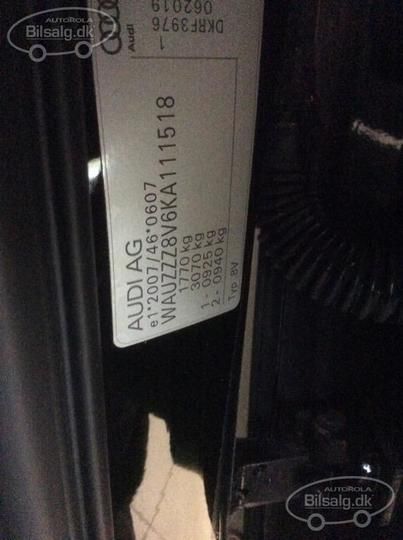 AUTOROLA
Bilsalg.dk
Audi
1
062019
DKRF3976
AUDI AG
e1*2007/46*0607
WAUZZZ8V6KA111518
1770 kg
3070 kg
1 - 0925 kg
2 - 0940 kg
Typ 8V
AUTOROLA
Bilsalg.dk